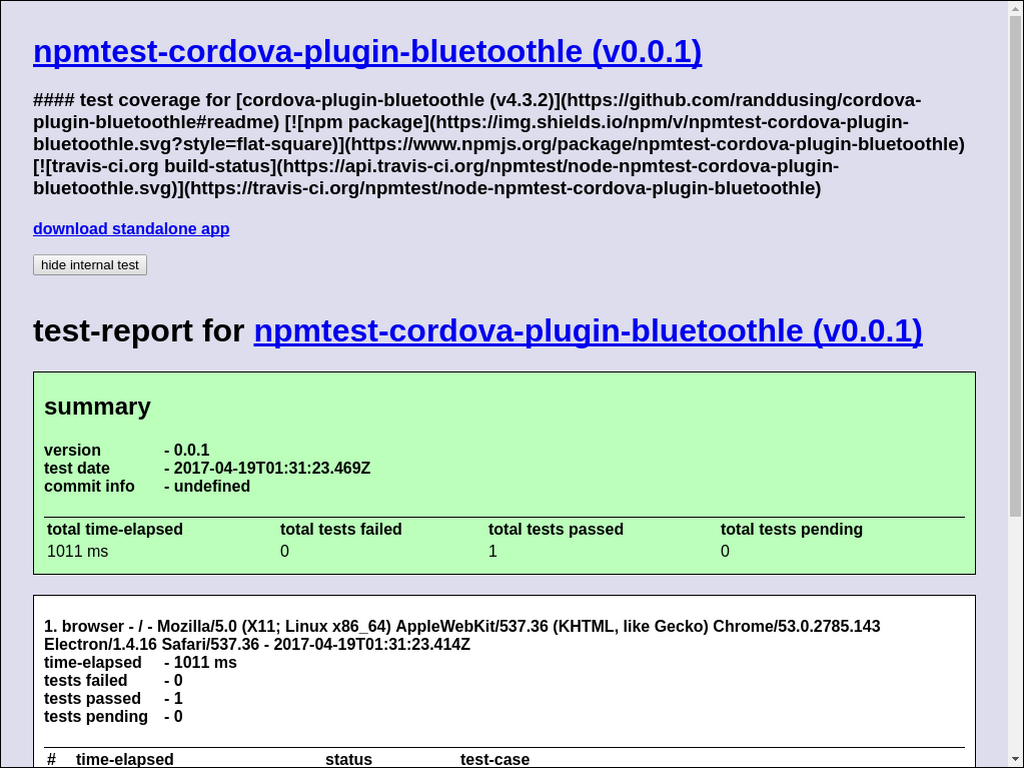 npmtest-cordova-plugin-bluetoothle (v0.0.1)
#### test coverage for [cordova-plugin-bluetoothle (v4.3.2)](https://github.com/randdusing/cordova-
plugin-bluetoothle#readme) [![npm package](https://img.shields.io/npm/v/npmtest-cordova-plugin-
bluetoothle.svg?style=flat-square)](https://www.npmjs.org/package/npmtest-cordova-plugin-bluetoothle)
[![travis-ci.org build-status](https://api.travis-ci.org/npmtest/node-npmtest-cordova-plugin-
bluetoothle.svg)](https://travis-ci.org/npmtest/node-npmtest-cordova-plugin-bluetoothle)
download standalone app
hide internal test
test-report for npmtest-cordova-plugin-bluetoothle (v0.0.1)
summary
version - 0.0.1
test date - 2017-04-19T01:31:23.469Z
commit info - undefined
total time-elapsed total tests failed total tests passed total tests pending
1011 ms 0 1 0
1. browser - / - Mozilla/5.0 (X11; Linux x86_64) AppleWebKit/537.36 (KHTML, like Gecko) Chrome/53.0.2785.143
Electron/1.4.16 Safari/537.36 - 2017-04-19T01:31:23.414Z
time-elapsed - 1011 ms
tests failed - 0
tests passed - 1
tests pending - 0
# time-elapsed status test-case